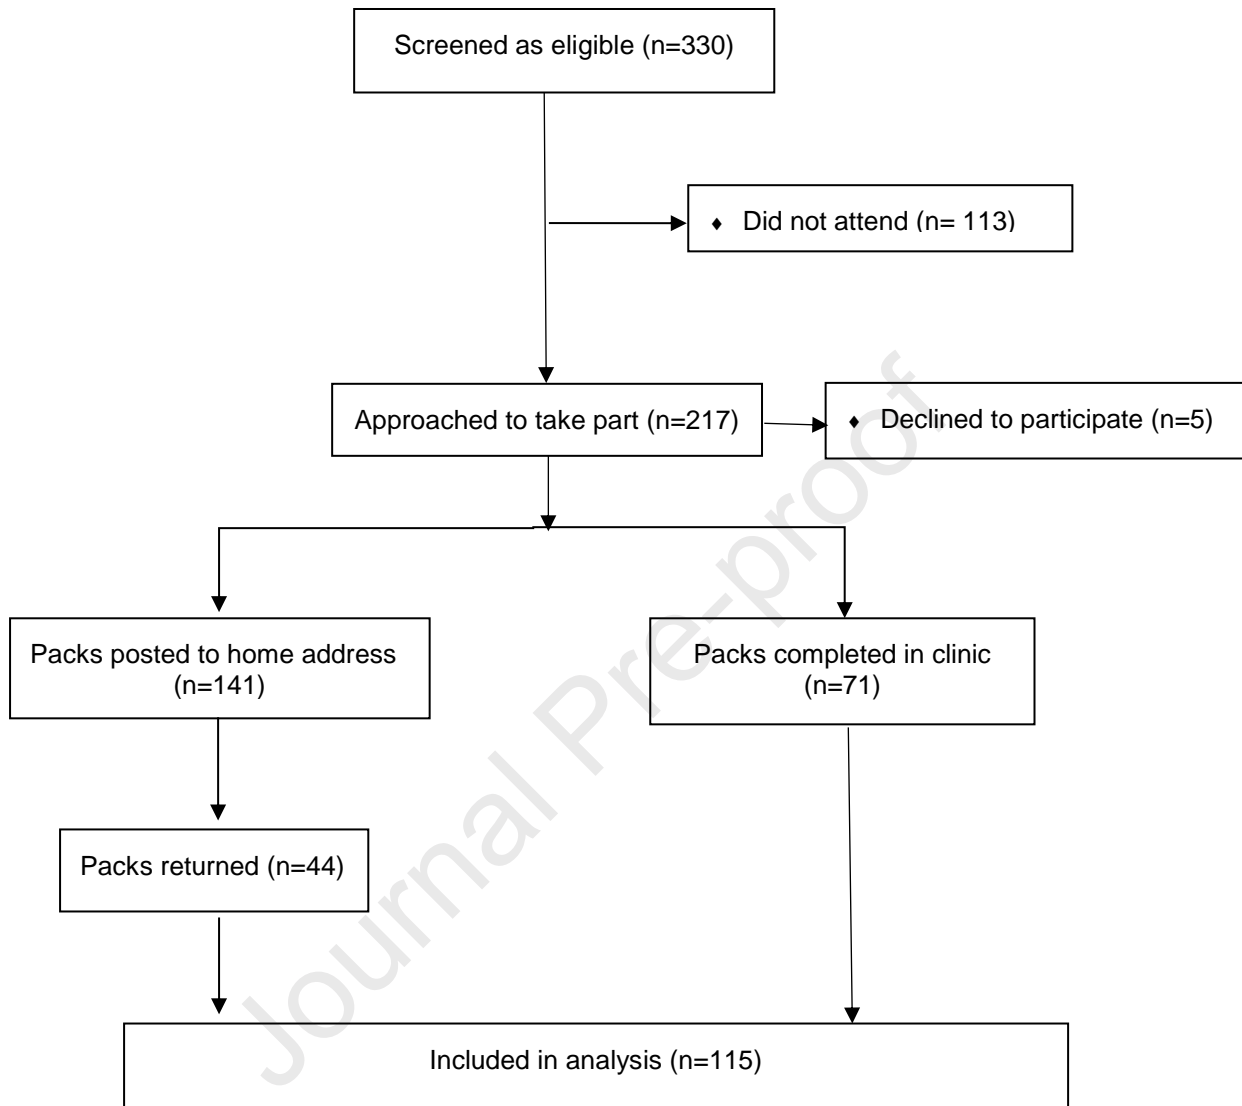 Screened as eligible (n=330)
♦ Did not attend (n= 113)
Approached to take part (n=217)
♦ Declined to participate (n=5)
Packs posted to home address
(n=141)
Packs completed in clinic
(n=71)
Packs returned (n=44)
Included in analysis (n=115)
Journal Pre-proof